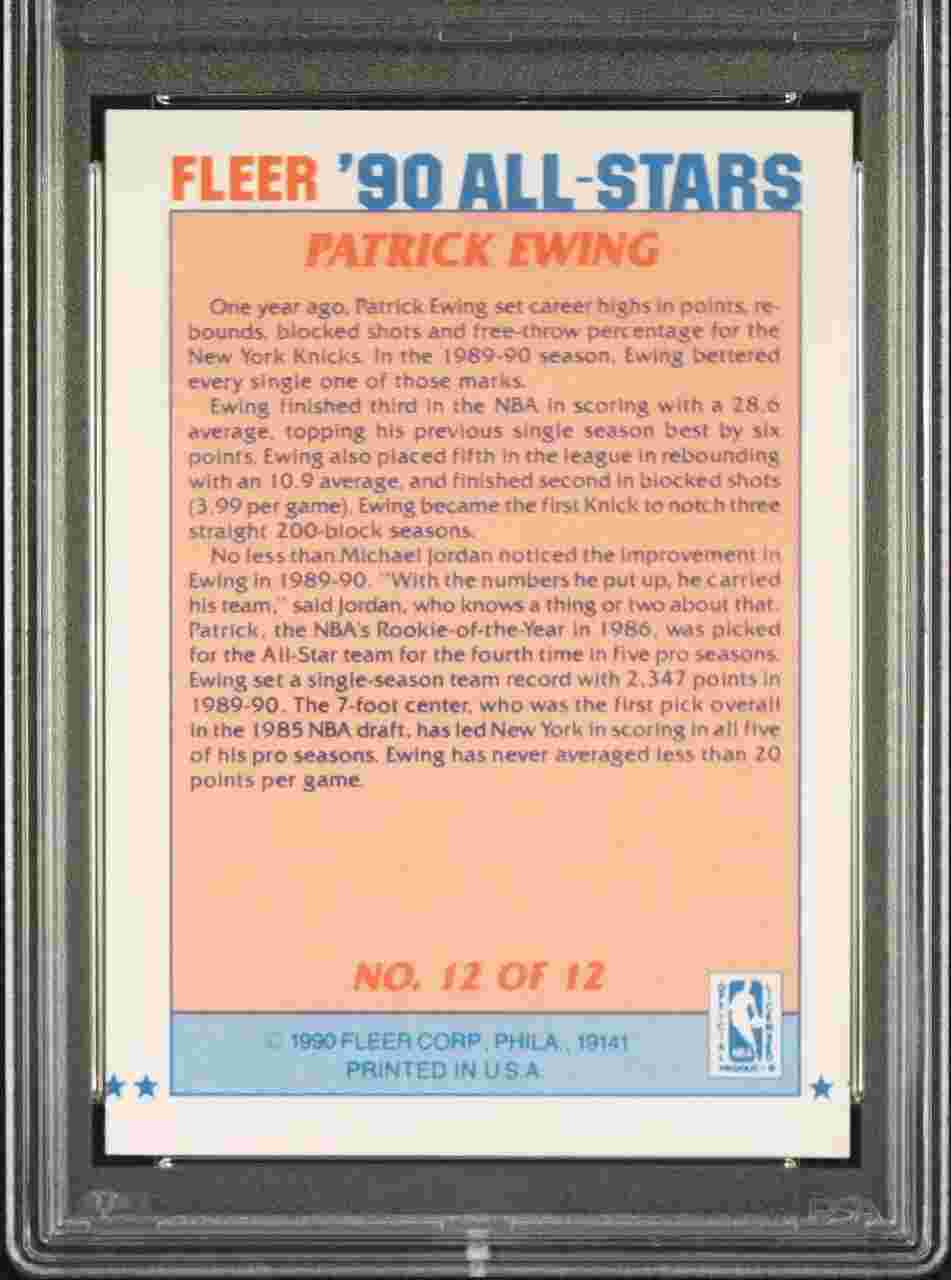 FLEER '90 ALL-STARS
PATRICK EWING
One year ago, Patrick Ewing set career highs in points, re-
bounds, blocked shots and free-throw percentage for the
New York Knicks. In the 1989-90 season, Ewing bettered
every single one of those marks.
Ewing finished third in the NBA in scoring with a 28.6
average, topping his previous single season best by six
points. Ewing also placed fifth in the league in rebounding
with an 10.9 average, and finished second in blocked shots
(3.99 per game). Ewing became the first Knick to notch three
straight 200-block seasons.
No less than Michael Jordan noticed the improvement in
Ewing in 1989-90. "With the numbers he put up, he carried
his team," said Jordan, who knows a thing or two about that.
Patrick, the NBA's Rookie-of-the-Year in 1986, was picked
for the All-Star team for the fourth time in five pro seasons.
Ewing set a single-season team record with 2,347 points in
1989-90. The 7-foot center, who was the first pick overall
in the 1985 NBA draft, has led New York in scoring in all five
of his pro seasons. Ewing has never averaged less than 20
points per game.
NO. 12 OF 12
© 1990 FLEER CORP., PHILA., 19141
PRINTED IN U.S.A.
OFFICIAL
LICENSED
NBA
PRODUCT
PSA